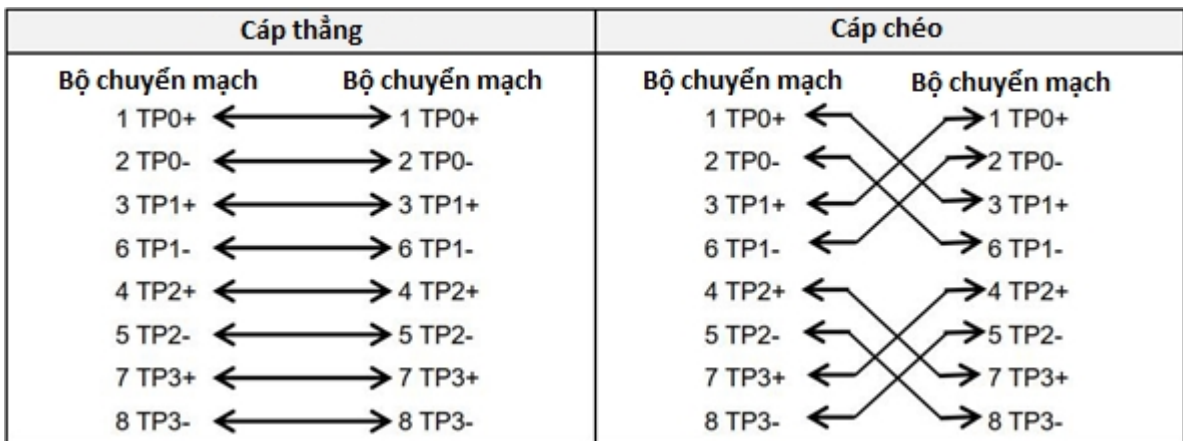 Cáp thẳng
Cáp chéo
Bộ chuyển mạch Bộ chuyển mạch
1 TP0+ 1 TP0+
2 TP0- 2 TP0-
3 TP1+ 3 TP1+
6 TP1- 6 TP1-
4 TP2+ 4 TP2+
5 TP2- 5 TP2-
7 TP3+ 7 TP3+
8 TP3- 8 TP3-
Bộ chuyển mạch Bộ chuyển mạch
1 TP0+ 1 TP0+
2 TP0- 2 TP0-
3 TP1+ 3 TP1+
6 TP1- 6 TP1-
4 TP2+ 4 TP2+
5 TP2- 5 TP2-
7 TP3+ 7 TP3+
8 TP3- 8 TP3-